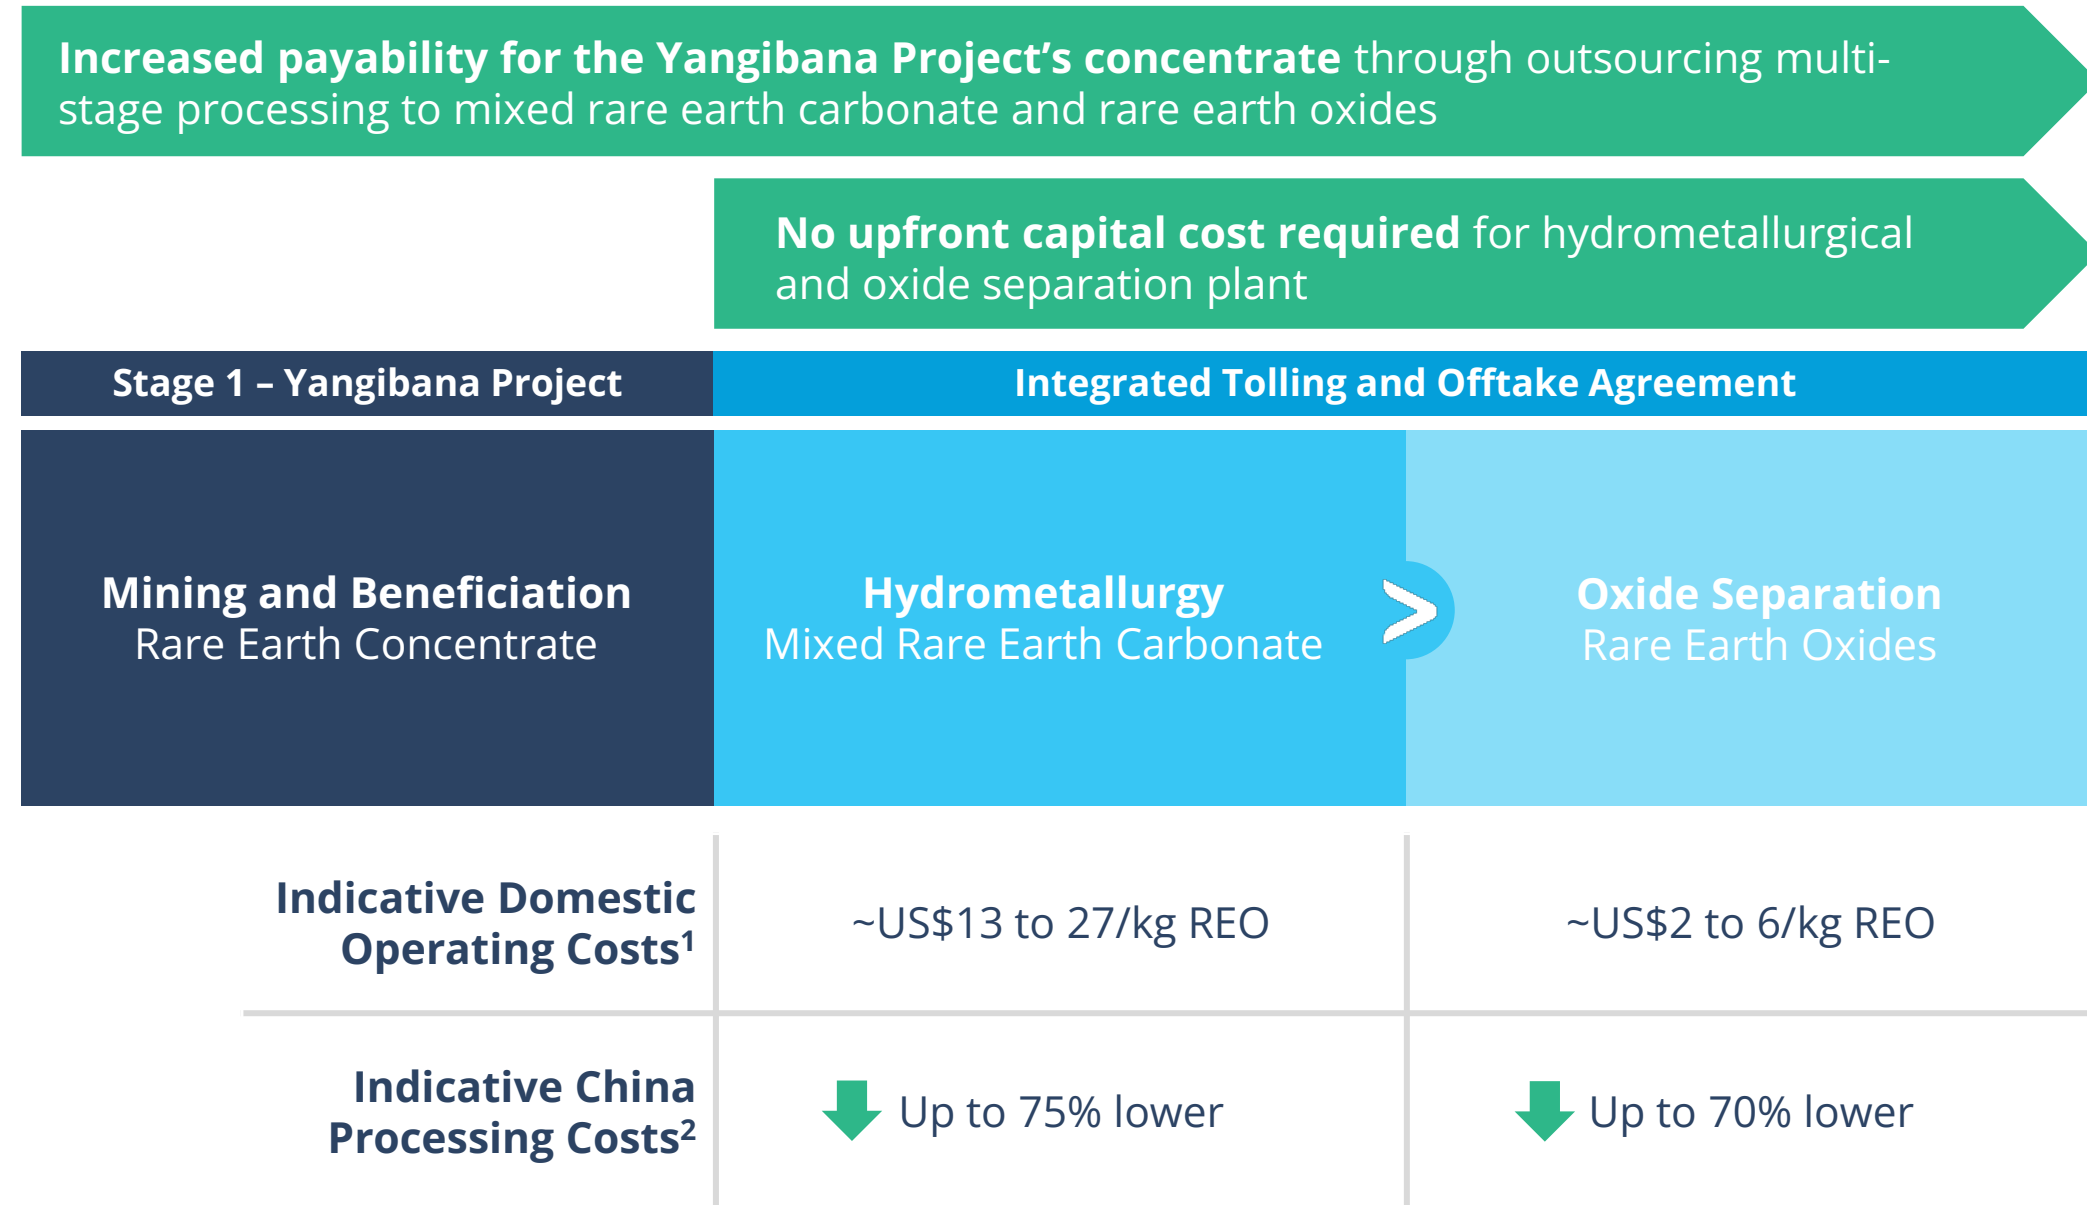 Increased payability for the Yangibana Project’s concentrate through outsourcing multi-
stage processing to mixed rare earth carbonate and rare earth oxides
No upfront capital cost required for hydrometallurgical
and oxide separation plant
Stage 1 – Yangibana Project
Integrated Tolling and Offtake Agreement
Mining and Beneficiation
Rare Earth Concentrate
Hydrometallurgy
Mixed Rare Earth Carbonate
>
Oxide Separation
Rare Earth Oxides
Indicative Domestic
Operating Costs¹
~US$13 to 27/kg REO
~US$2 to 6/kg REO
Indicative China
Processing Costs²
Up to 75% lower
Up to 70% lower